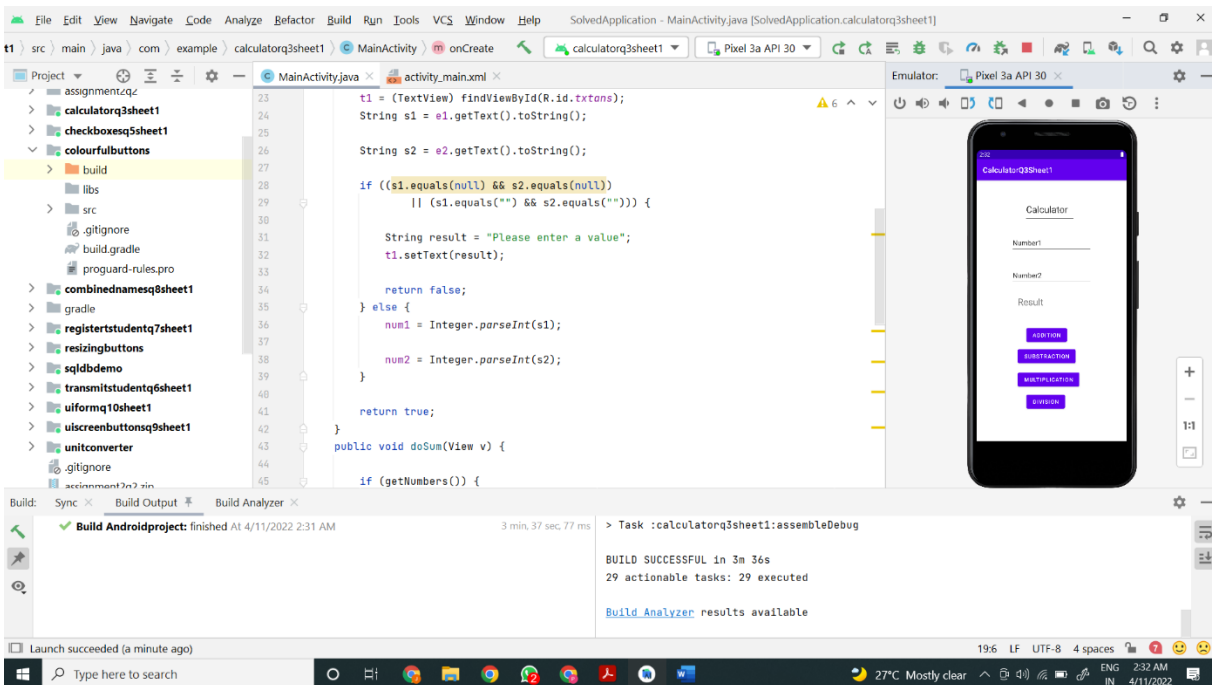 File Edit View Navigate Code Analyze Refactor Build Run Tools VCS Window Help SolvedApplication - MainActivity.java [SolvedApplication.calculatorq3sheet1]
t1 src main java com example calculatorq3sheet1 MainActivity onCreate calculatorq3sheet1 Pixel 3a API 30
Project
MainActivity.java activity_main.xml
Emulator: Pixel 3a API 30
assignment2q2
calculatorq3sheet1
checkboxesq5sheet1
colourfulbuttons
build
libs
src
.gitignore
build.gradle
proguard-rules.pro
combinednamesq8sheet1
gradle
registertstudentq7sheet1
resizingbuttons
sqldbdemo
transmitstudentq6sheet1
uiformq10sheet1
uiscreenbuttonsq9sheet1
unitconverter
.gitignore
assignment2q2.zip
6
23 t1 = (TextView) findViewById(R.id.txtans);
24 String s1 = e1.getText().toString();
25
26 String s2 = e2.getText().toString();
27
28 if ((s1.equals(null) && s2.equals(null))
29 || (s1.equals("") && s2.equals(""))) {
30
31 String result = "Please enter a value";
32 t1.setText(result);
33
34 return false;
35 } else {
36 num1 = Integer.parseInt(s1);
37
38 num2 = Integer.parseInt(s2);
39 }
40
41 return true;
42 }
43 public void doSum(View v) {
44
45 if (getNumbers()) {
2:32
CalculatorQ3Sheet1
Calculator
Number1
Number2
Result
ADDITION
SUBSTRACTION
MULTIPLICATION
DIVISION
1:1
Build: Sync Build Output Build Analyzer
Build Androidproject: finished At 4/11/2022 2:31 AM 3 min, 37 sec, 77 ms
> Task :calculatorq3sheet1:assembleDebug
BUILD SUCCESSFUL in 3m 36s
29 actionable tasks: 29 executed
Build Analyzer results available
Launch succeeded (a minute ago) 19:6 LF UTF-8 4 spaces 7
Type here to search 27°C Mostly clear ENG 2:32 AM
IN 4/11/2022